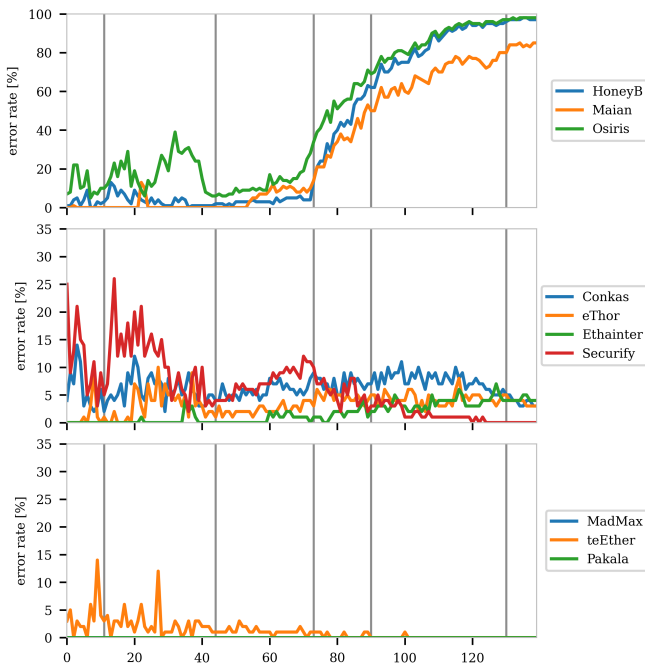 100
80
60
40
20
0
error rate [%]
HoneyB
Maian
Osiris
35
30
25
20
15
10
5
0
error rate [%]
Conkas
eThor
Ethainter
Securify
35
30
25
20
15
10
5
0
error rate [%]
MadMax
teEther
Pakala
0 20 40 60 80 100 120